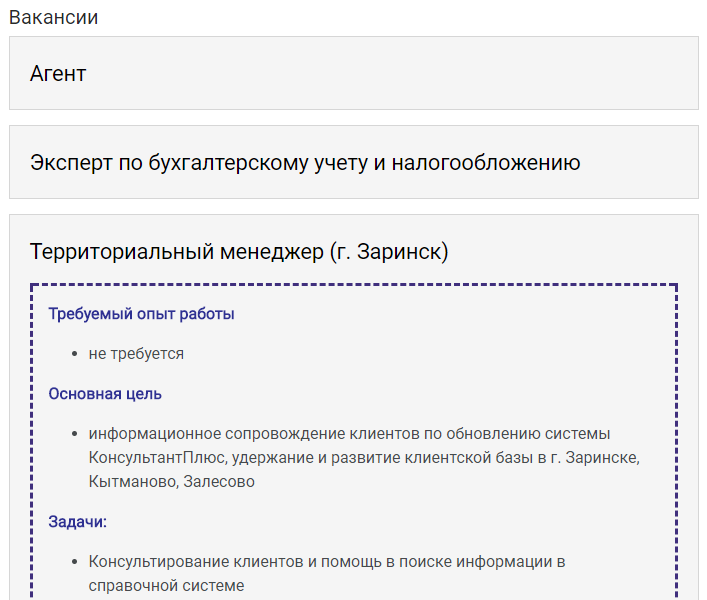 Вакансии
Агент
Эксперт по бухгалтерскому учету и налогообложению
Территориальный менеджер (г. Заринск)
Требуемый опыт работы
• не требуется
Основная цель
• информационное сопровождение клиентов по обновлению системы
КонсультантПлюс, удержание и развитие клиентской базы в г. Заринске,
Кытманово, Залесово
Задачи:
• Консультирование клиентов и помощь в поиске информации в
справочной системе